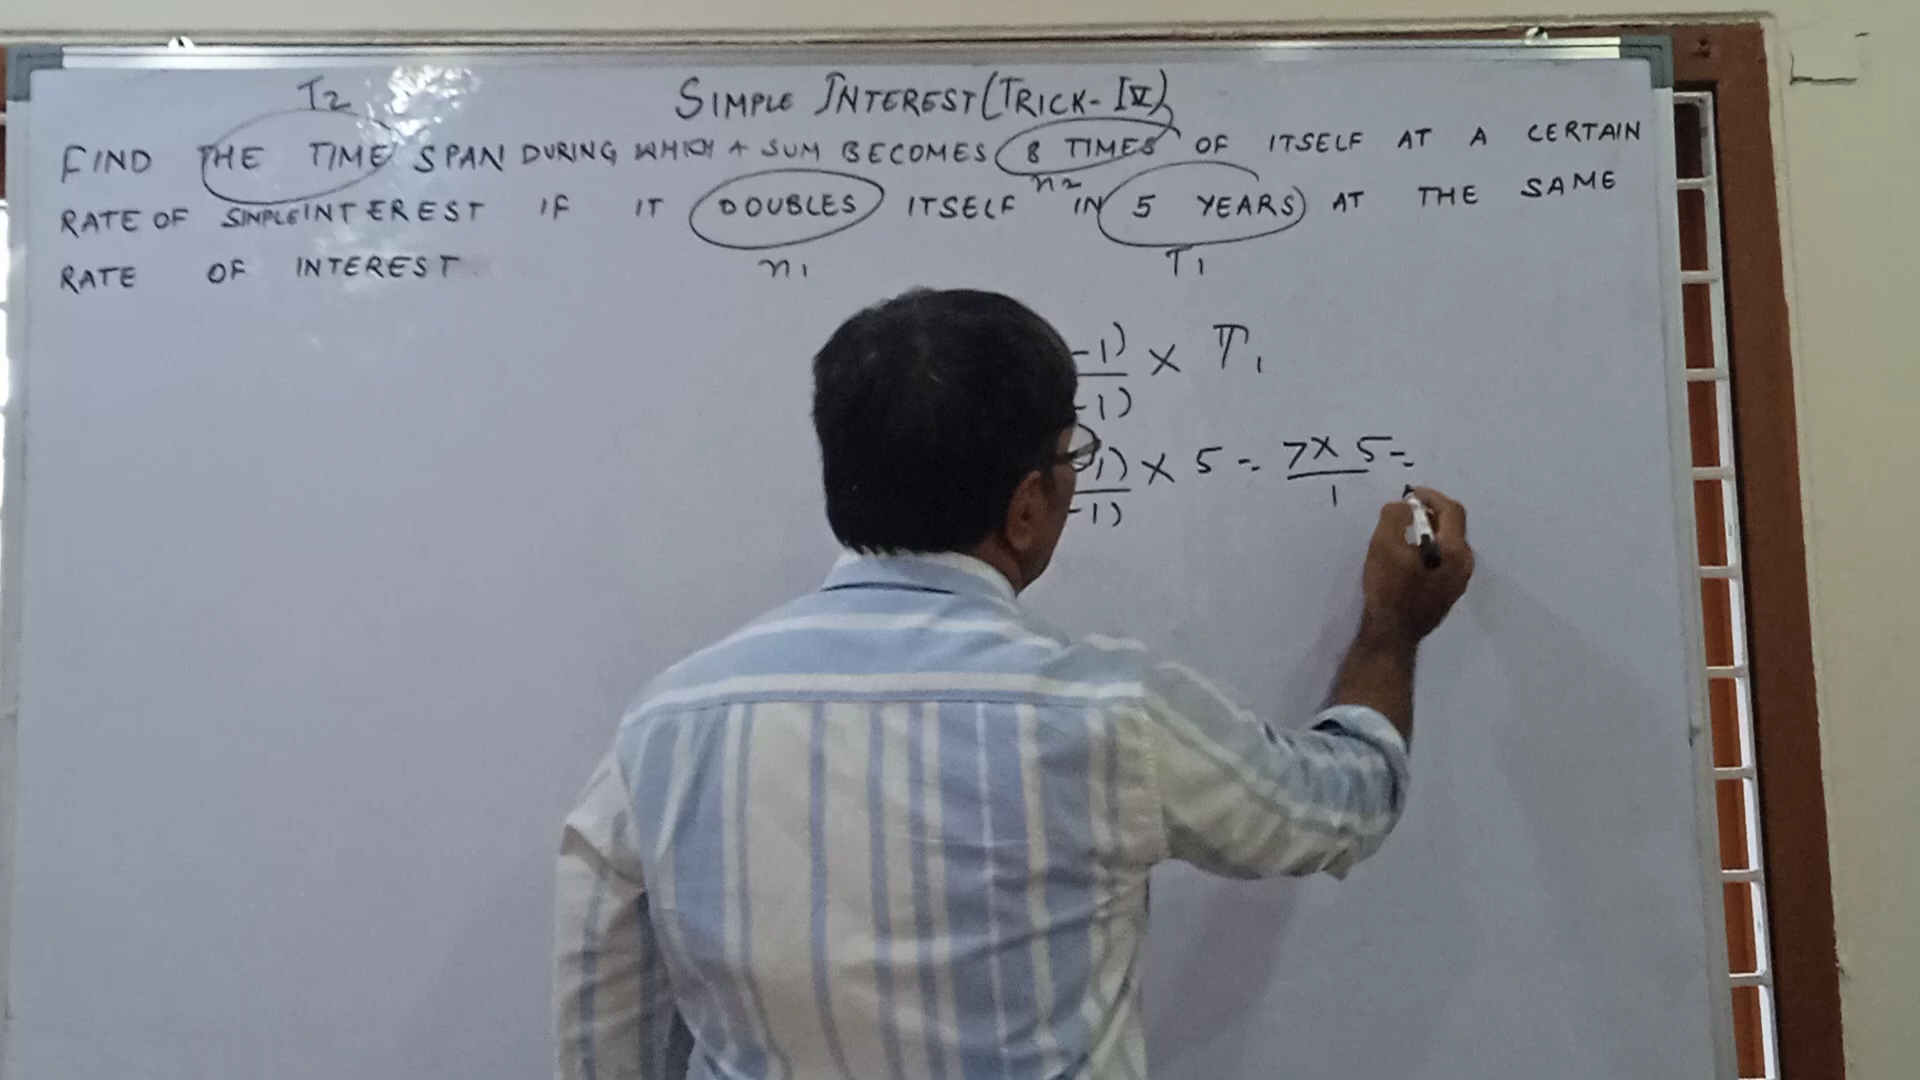 T2
SIMPLE INTEREST (TRICK-IV)
FIND THE TIME SPAN DURING WHICH A SUM BECOMES 8 TIMES OF ITSELF AT A CERTAIN
n2
RATE OF SIMPLE INTEREST IF IT DOUBLES ITSELF IN 5 YEARS AT THE SAME
n1 T1
RATE OF INTEREST
-1) × T1
-1)
1) × 5 = 7 × 5 =
-1) 1